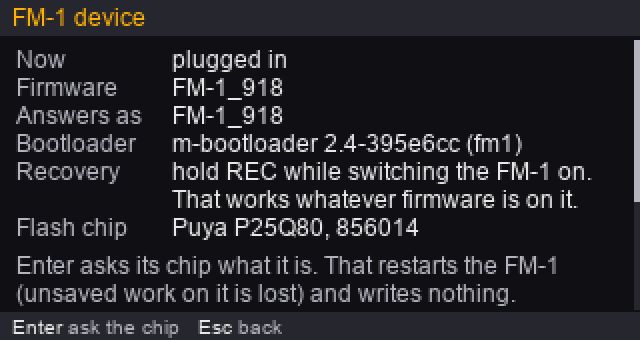 FM-1 device
Now plugged in
Firmware FM-1_918
Answers as FM-1_918
Bootloader m-bootloader 2.4-395e6cc (fm1)
Recovery hold REC while switching the FM-1 on.
That works whatever firmware is on it.
Flash chip Puya P25Q80, 856014
Enter asks its chip what it is. That restarts the FM-1
(unsaved work on it is lost) and writes nothing.
Enter ask the chip Esc back